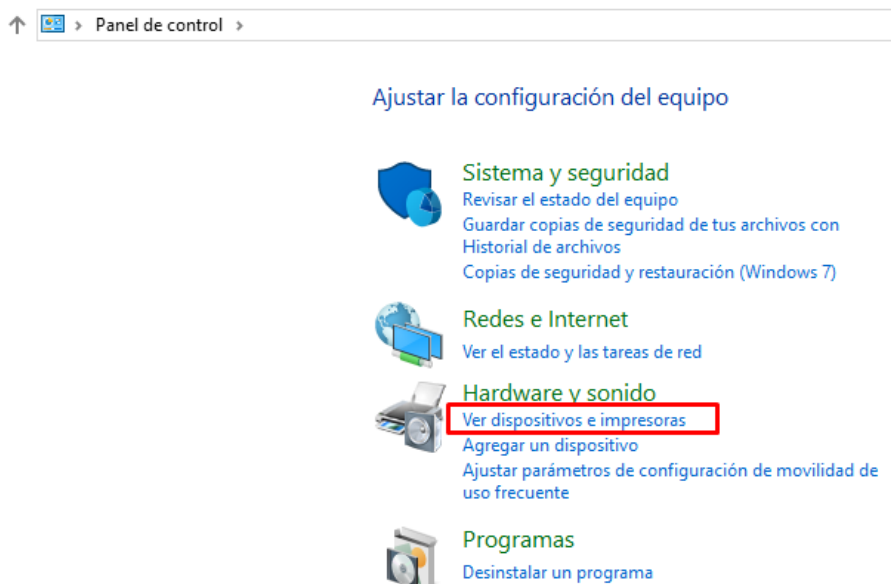 Panel de control
Ajustar la configuración del equipo
Sistema y seguridad
Revisar el estado del equipo
Guardar copias de seguridad de tus archivos con
Historial de archivos
Copias de seguridad y restauración (Windows 7)
Redes e Internet
Ver el estado y las tareas de red
Hardware y sonido
Ver dispositivos e impresoras
Agregar un dispositivo
Ajustar parámetros de configuración de movilidad de
uso frecuente
Programas
Desinstalar un programa